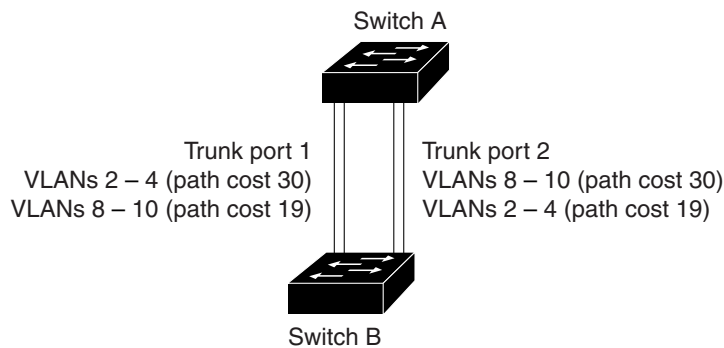 Switch A
Trunk port 1
VLANs 2 – 4 (path cost 30)
VLANs 8 – 10 (path cost 19)
Trunk port 2
VLANs 8 – 10 (path cost 30)
VLANs 2 – 4 (path cost 19)
Switch B